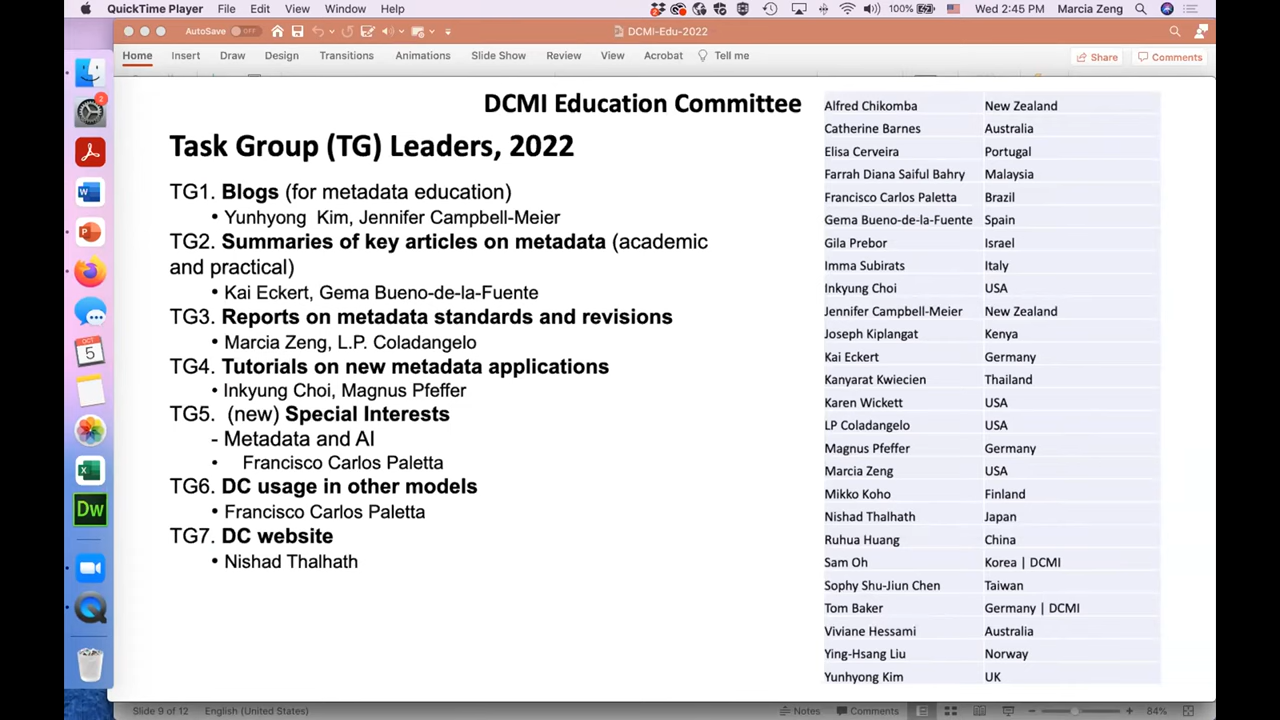 QuickTime Player File Edit View Window Help 100% Wed 2:45 PM Marcia Zeng
AutoSave OFF DCMI-Edu-2022
Home Insert Draw Design Transitions Animations Slide Show Review View Acrobat Tell me Share Comments
DCMI Education Committee
Task Group (TG) Leaders, 2022
TG1. Blogs (for metadata education)
• Yunhyong Kim, Jennifer Campbell-Meier
TG2. Summaries of key articles on metadata (academic
and practical)
• Kai Eckert, Gema Bueno-de-la-Fuente
TG3. Reports on metadata standards and revisions
• Marcia Zeng, L.P. Coladangelo
TG4. Tutorials on new metadata applications
• Inkyung Choi, Magnus Pfeffer
TG5. (new) Special Interests
- Metadata and AI
• Francisco Carlos Paletta
TG6. DC usage in other models
• Francisco Carlos Paletta
TG7. DC website
• Nishad Thalhath
Alfred Chikomba New Zealand
Catherine Barnes Australia
Elisa Cerveira Portugal
Farrah Diana Saiful Bahry Malaysia
Francisco Carlos Paletta Brazil
Gema Bueno-de-la-Fuente Spain
Gila Prebor Israel
Imma Subirats Italy
Inkyung Choi USA
Jennifer Campbell-Meier New Zealand
Joseph Kiplangat Kenya
Kai Eckert Germany
Kanyarat Kwiecien Thailand
Karen Wickett USA
LP Coladangelo USA
Magnus Pfeffer Germany
Marcia Zeng USA
Mikko Koho Finland
Nishad Thalhath Japan
Ruhua Huang China
Sam Oh Korea | DCMI
Sophy Shu-Jiun Chen Taiwan
Tom Baker Germany | DCMI
Viviane Hessami Australia
Ying-Hsang Liu Norway
Yunhyong Kim UK
2
W
P
OCT
5
X
Dw
Slide 9 of 12 English (United States) Notes Comments 84%